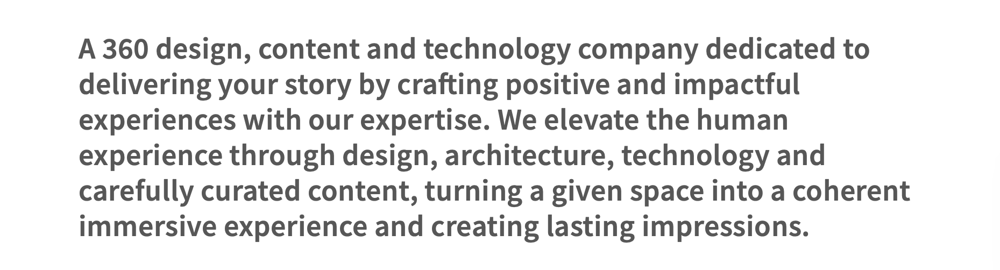 A 360 design, content and technology company dedicated to
delivering your story by crafting positive and impactful
experiences with our expertise. We elevate the human
experience through design, architecture, technology and
carefully curated content, turning a given space into a coherent
immersive experience and creating lasting impressions.